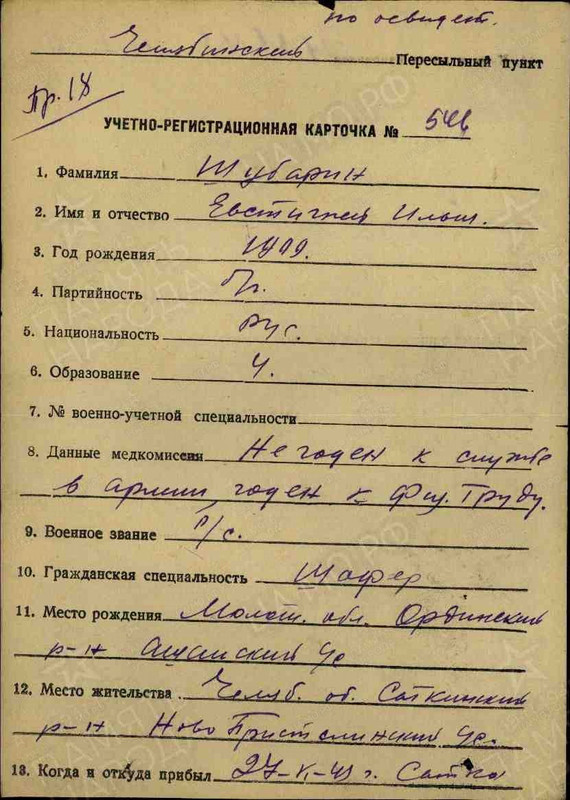 по освидет.
Челябинский Пересыльный пункт
Пр. 18
УЧЕТНО-РЕГИСТРАЦИОННАЯ КАРТОЧКА №
1. Фамилия Шубарин
2. Имя и отчество Евстигней Ильич.
3. Год рождения 1909.
4. Партийность б/п.
5. Национальность рус.
6. Образование 4.
7. № военно-учетной специальности
8. Данные медкомиссии Не годен к службе
в армии, годен к физ. труду.
9. Военное звание р/с.
10. Гражданская специальность шофер
11. Место рождения Молот. обл. Ординский
р-н Ашапский
12. Место жительства Челяб. об. Саткинский
р-н Ново Пристанинский
13. Когда и откуда прибыл Сатка